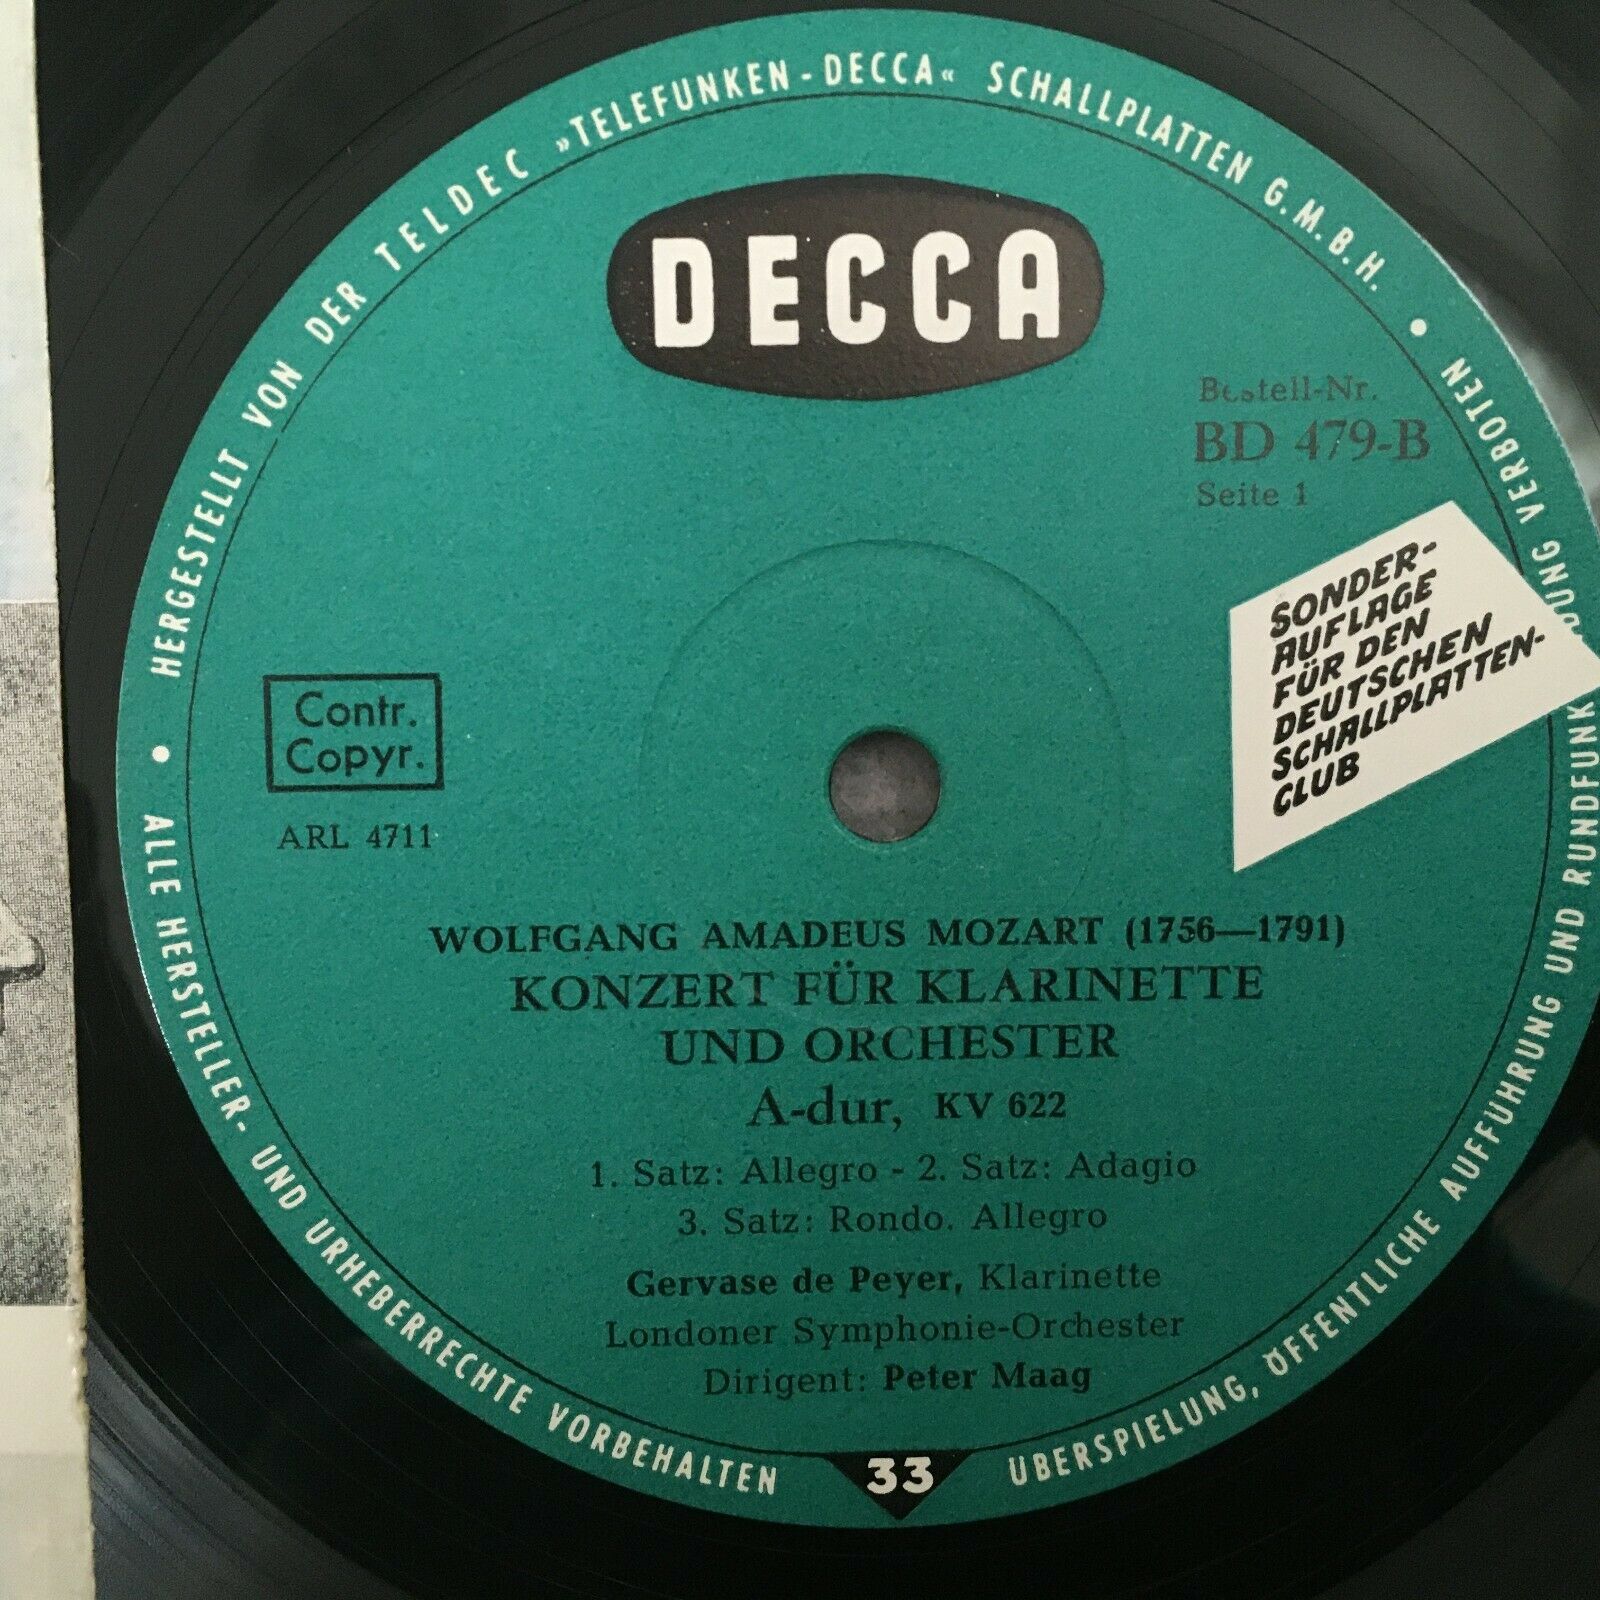 HERGESTELLT VON DER TELDEC »TELEFUNKEN-DECCA« SCHALLPLATTEN G.M.B.H. •
DECCA
Bestell-Nr.
BD 479-B
Seite 1
SONDER-
AUFLAGE
FÜR DEN
DEUTSCHEN
SCHALLPLATTEN-
CLUB
Contr.
Copyr.
ARL 4711
WOLFGANG AMADEUS MOZART (1756—1791)
KONZERT FÜR KLARINETTE
UND ORCHESTER
A-dur, KV 622
1. Satz: Allegro - 2. Satz: Adagio
3. Satz: Rondo. Allegro
Gervase de Peyer, Klarinette
Londoner Symphonie-Orchester
Dirigent: Peter Maag
33
• ALLE HERSTELLER- UND URHEBERRECHTE VORBEHALTEN
ÜBERSPIELUNG, ÖFFENTLICHE AUFFÜHRUNG UND RUNDFUNK VERBOTEN